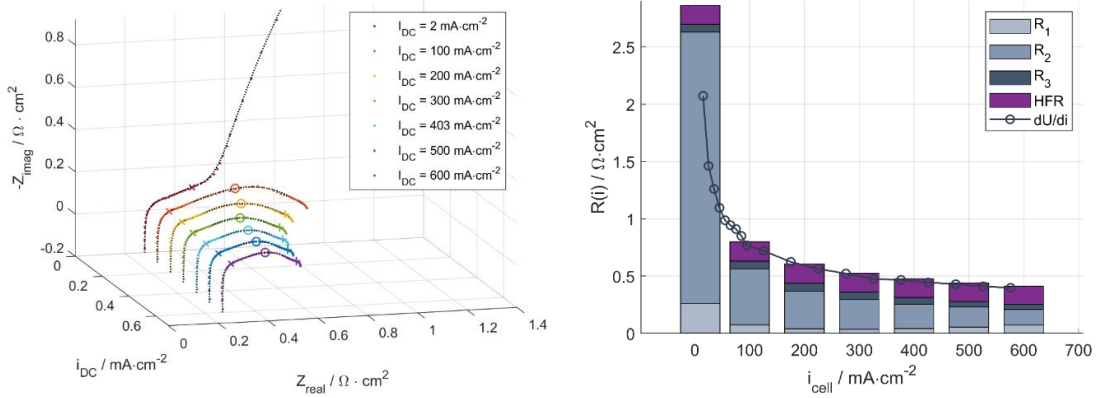 0.8
0.6
0.4
0.2
0
-0.2
-Z_imag / Ω · cm²
0
0.2
0.4
0.6
i_DC / mA·cm⁻²
0
0.2
0.4
0.6
0.8
1
1.2
1.4
Z_real / Ω · cm²
I_DC = 2 mA·cm⁻²
I_DC = 100 mA·cm⁻²
I_DC = 200 mA·cm⁻²
I_DC = 300 mA·cm⁻²
I_DC = 403 mA·cm⁻²
I_DC = 500 mA·cm⁻²
I_DC = 600 mA·cm⁻²
2.5
2
1.5
1
0.5
0
R(i) / Ω·cm²
R₁
R₂
R₃
HFR
dU/di
0 100 200 300 400 500 600 700
i_cell / mA·cm⁻²